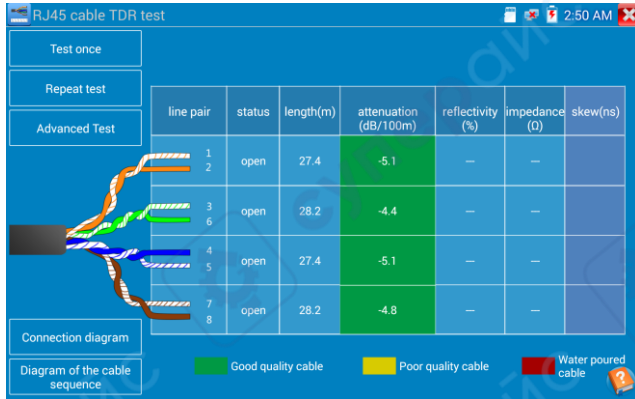 RJ45 cable TDR test
2:50 AM
Test once
Repeat test
Advanced Test
line pair status length(m) attenuation (dB/100m) reflectivity (%) impedance (Ω) skew(ns)
1
2
open 27.4 -5.1 — —
3
6
open 28.2 -4.4 — —
4
5
open 27.4 -5.1 — —
7
8
open 28.2 -4.8 — —
Connection diagram
Diagram of the cable
sequence
Good quality cable
Poor quality cable
Water poured
cable
суперайс